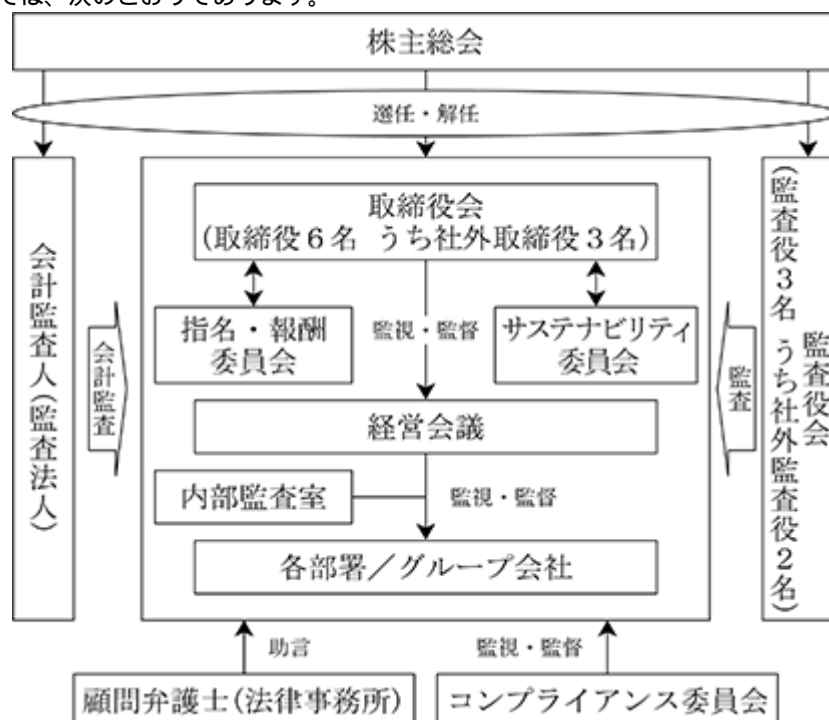 は、次のとおりであります。
株主総会
選任・解任
会計監査人(監査法人)
会計監査
取締役会
(取締役6名 うち社外取締役3名)
指名・報酬
委員会
監視・監督
サステナビリティ
委員会
経営会議
内部監査室
監視・監督
各部署/グループ会社
監査
監査役会
(監査役3名 うち社外監査役2名)
助言
監視・監督
顧問弁護士(法律事務所)
コンプライアンス委員会